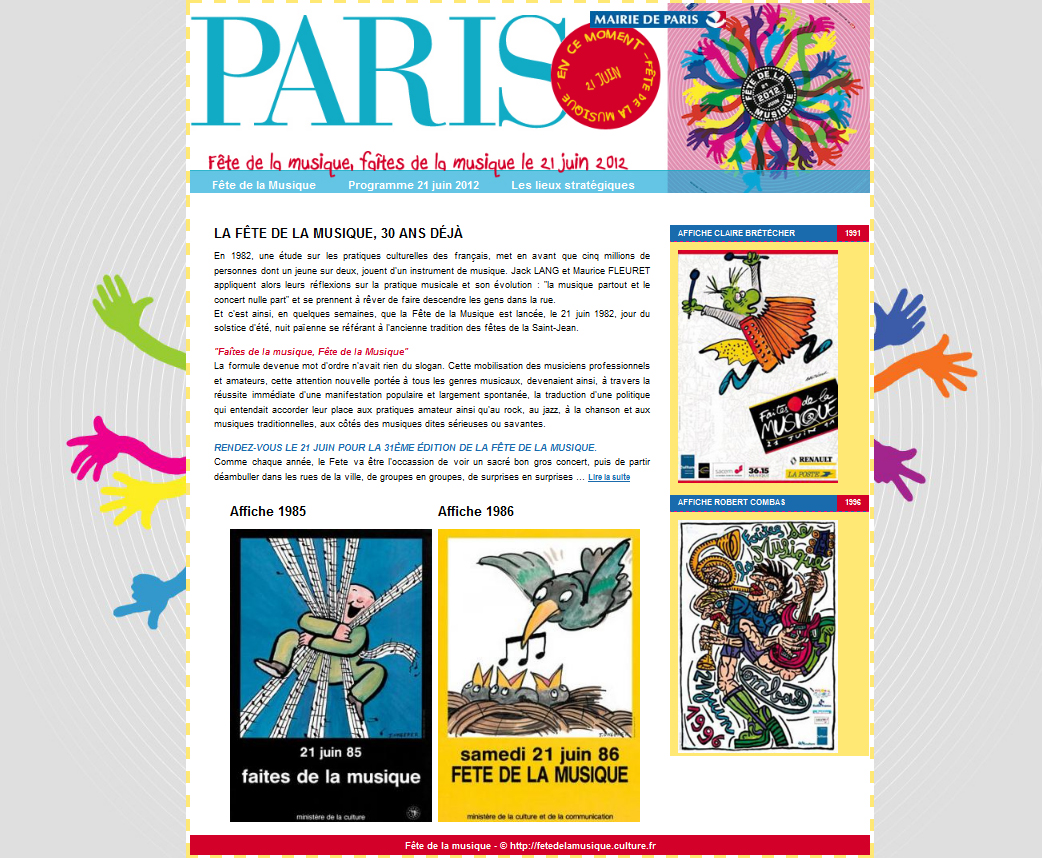 PARIS
MAIRIE DE PARIS
EN CE MOMENT – FÊTE DE LA MUSIQUE –
21 JUIN
FÊTE DE LA MUSIQUE
21
2012
JUIN
Fête de la musique, faîtes de la musique le 21 juin 2012
Fête de la Musique Programme 21 juin 2012 Les lieux stratégiques
LA FÊTE DE LA MUSIQUE, 30 ANS DÉJÀ
En 1982, une étude sur les pratiques culturelles des français, met en avant que cinq millions de
personnes dont un jeune sur deux, jouent d'un instrument de musique. Jack LANG et Maurice FLEURET
appliquent alors leurs réflexions sur la pratique musicale et son évolution : "la musique partout et le
concert nulle part" et se prennent à rêver de faire descendre les gens dans la rue.
Et c'est ainsi, en quelques semaines, que la Fête de la Musique est lancée, le 21 juin 1982, jour du
solstice d'été, nuit païenne se référant à l'ancienne tradition des fêtes de la Saint-Jean.
"Faîtes de la musique, Fête de la Musique"
La formule devenue mot d'ordre n'avait rien du slogan. Cette mobilisation des musiciens professionnels
et amateurs, cette attention nouvelle portée à tous les genres musicaux, devenaient ainsi, à travers la
réussite immédiate d'une manifestation populaire et largement spontanée, la traduction d'une politique
qui entendait accorder leur place aux pratiques amateur ainsi qu'au rock, au jazz, à la chanson et aux
musiques traditionnelles, aux côtés des musiques dites sérieuses ou savantes.
RENDEZ-VOUS LE 21 JUIN POUR LA 31ÈME ÉDITION DE LA FÊTE DE LA MUSIQUE.
Comme chaque année, le Fete va être l'occassion de voir un sacré bon gros concert, puis de partir
déambuller dans les rues de la ville, de groupes en groupes, de surprises en surprises ... Lire la suite
Affiche 1985
21 juin 85
faites de la musique
ministère de la culture
Affiche 1986
samedi 21 juin 86
FETE DE LA MUSIQUE
ministère de la culture et de la communication
AFFICHE CLAIRE BRÉTÉCHER 1991
Faites de la
MUSIQUE
21 JUIN 91
RENAULT
36.15
LA POSTE
AFFICHE ROBERT COMBAS 1996
Faites de
la Musique
Combas
21 juin
1996
Fête de la musique - © http://fetedelamusique.culture.fr